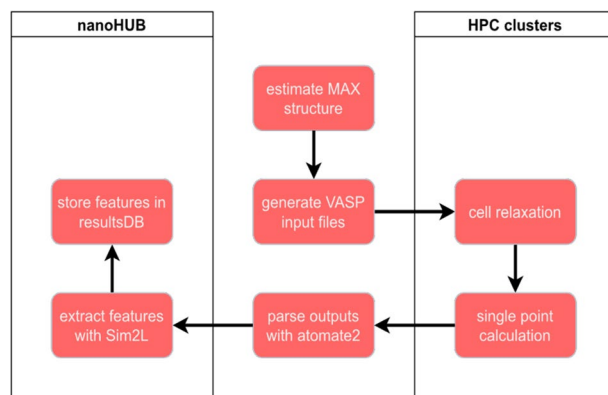 nanoHUB
HPC clusters
estimate MAX
structure
generate VASP
input files
cell relaxation
single point
calculation
parse outputs
with atomate2
extract features
with Sim2L
store features in
resultsDB